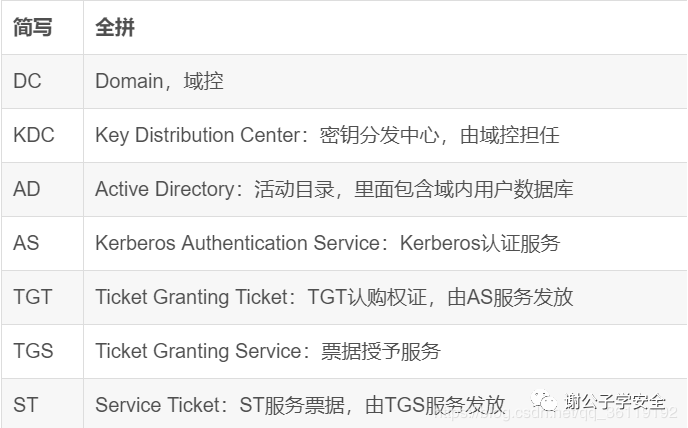 简写 全拼
DC Domain，域控
KDC Key Distribution Center：密钥分发中心，由域控担任
AD Active Directory：活动目录，里面包含域内用户数据库
AS Kerberos Authentication Service：Kerberos认证服务
TGT Ticket Granting Ticket：TGT认购权证，由AS服务发放
TGS Ticket Granting Service：票据授予服务
ST Service Ticket：ST服务票据，由TGS服务发放
谢公子学安全
https://blog.csdn.net/qq_36119192